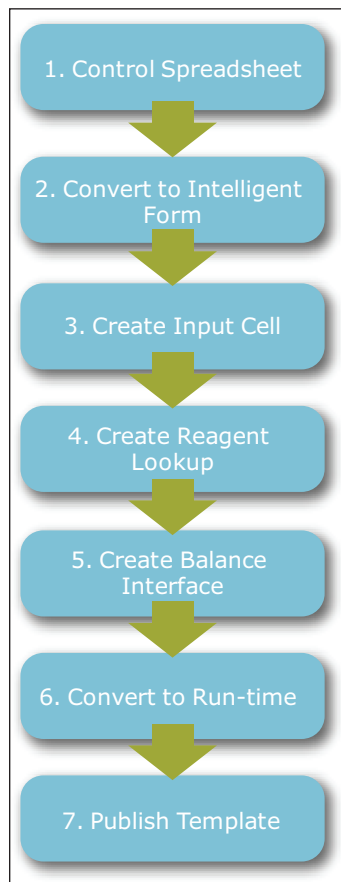 1. Control Spreadsheet
2. Convert to Intelligent
Form
3. Create Input Cell
4. Create Reagent
Lookup
5. Create Balance
Interface
6. Convert to Run-time
7. Publish Template